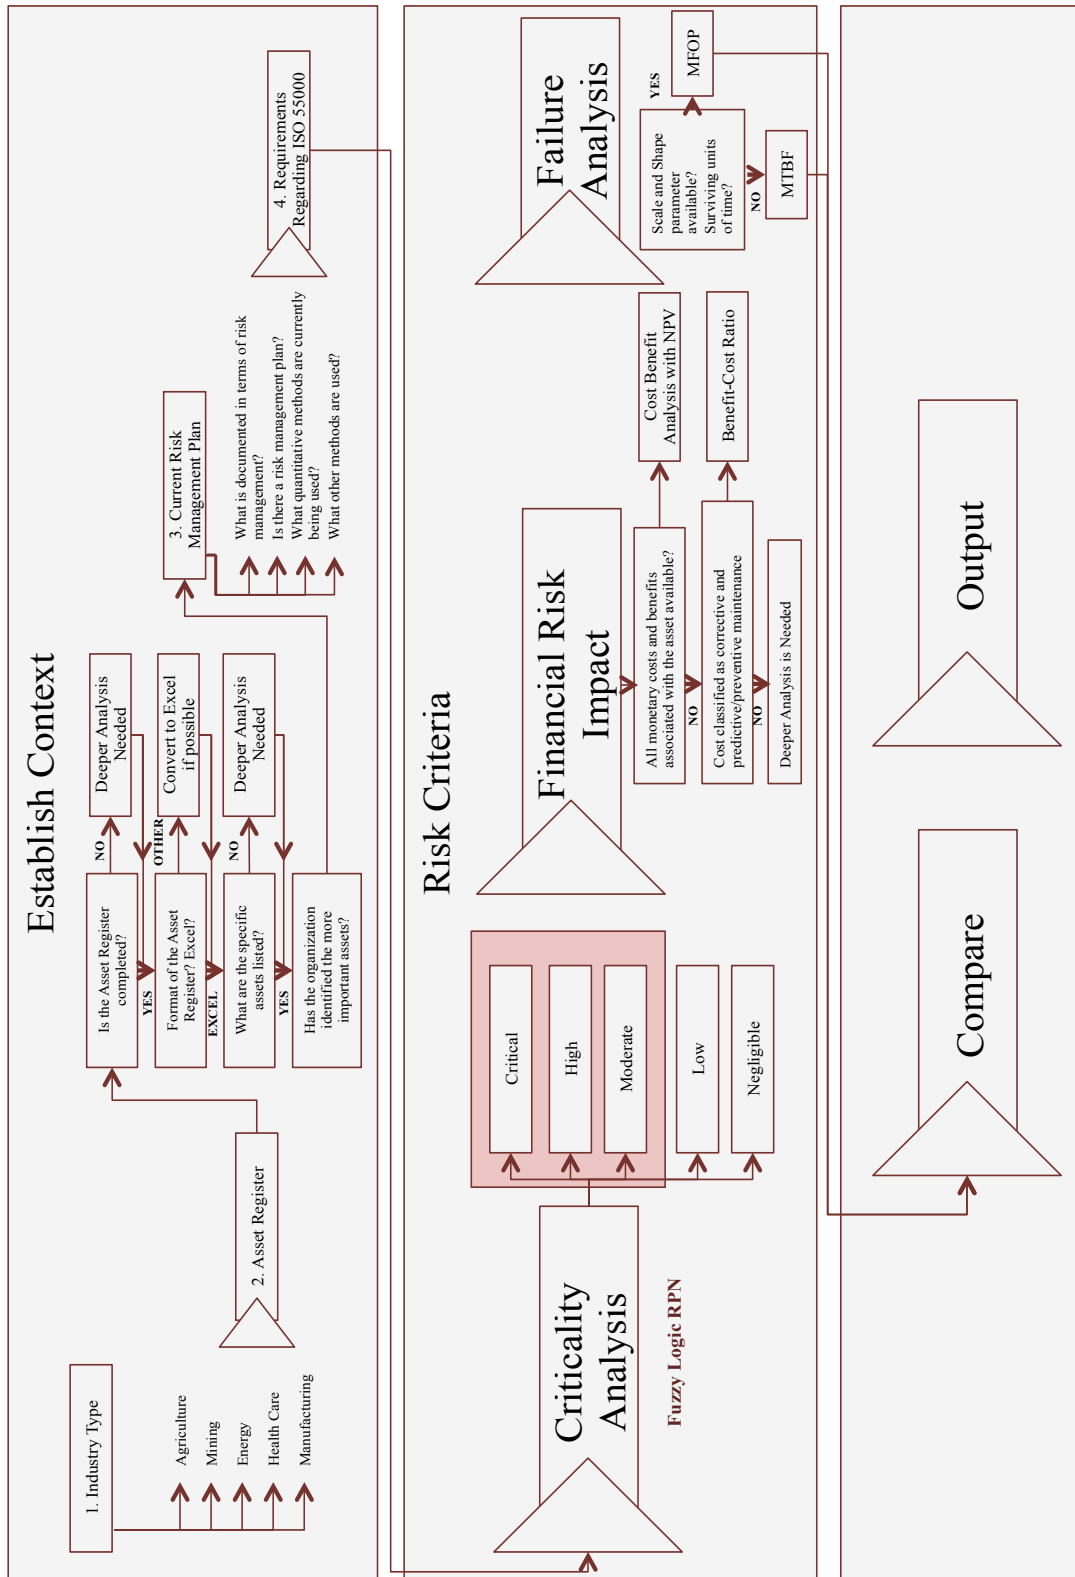 Establish Context
1. Industry Type
Agriculture
Mining
Energy
Health Care
Manufacturing
2. Asset Register
Is the Asset Register
completed?
NO
Deeper Analysis
Needed
YES
Format of the Asset
Register? Excel?
OTHER
Convert to Excel
if possible
EXCEL
What are the specific
assets listed?
NO
Deeper Analysis
Needed
YES
Has the organization
identified the more
important assets?
3. Current Risk
Management Plan
What is documented in terms of risk
management?
Is there a risk management plan?
What quantitative methods are currently
being used?
What other methods are used?
4. Requirements
Regarding ISO 55000
Risk Criteria
Criticality
Analysis
Fuzzy Logic RPN
Critical
High
Moderate
Low
Negligible
Financial Risk
Impact
All monetary costs and benefits
associated with the asset available?
Cost Benefit
Analysis with NPV
NO
Cost classified as corrective and
predictive/preventive maintenance
Benefit-Cost Ratio
NO
Deeper Analysis is Needed
Failure
Analysis
Scale and Shape
parameter
available?
Surviving units
of time?
YES
MFOP
NO
MTBF
Compare
Output